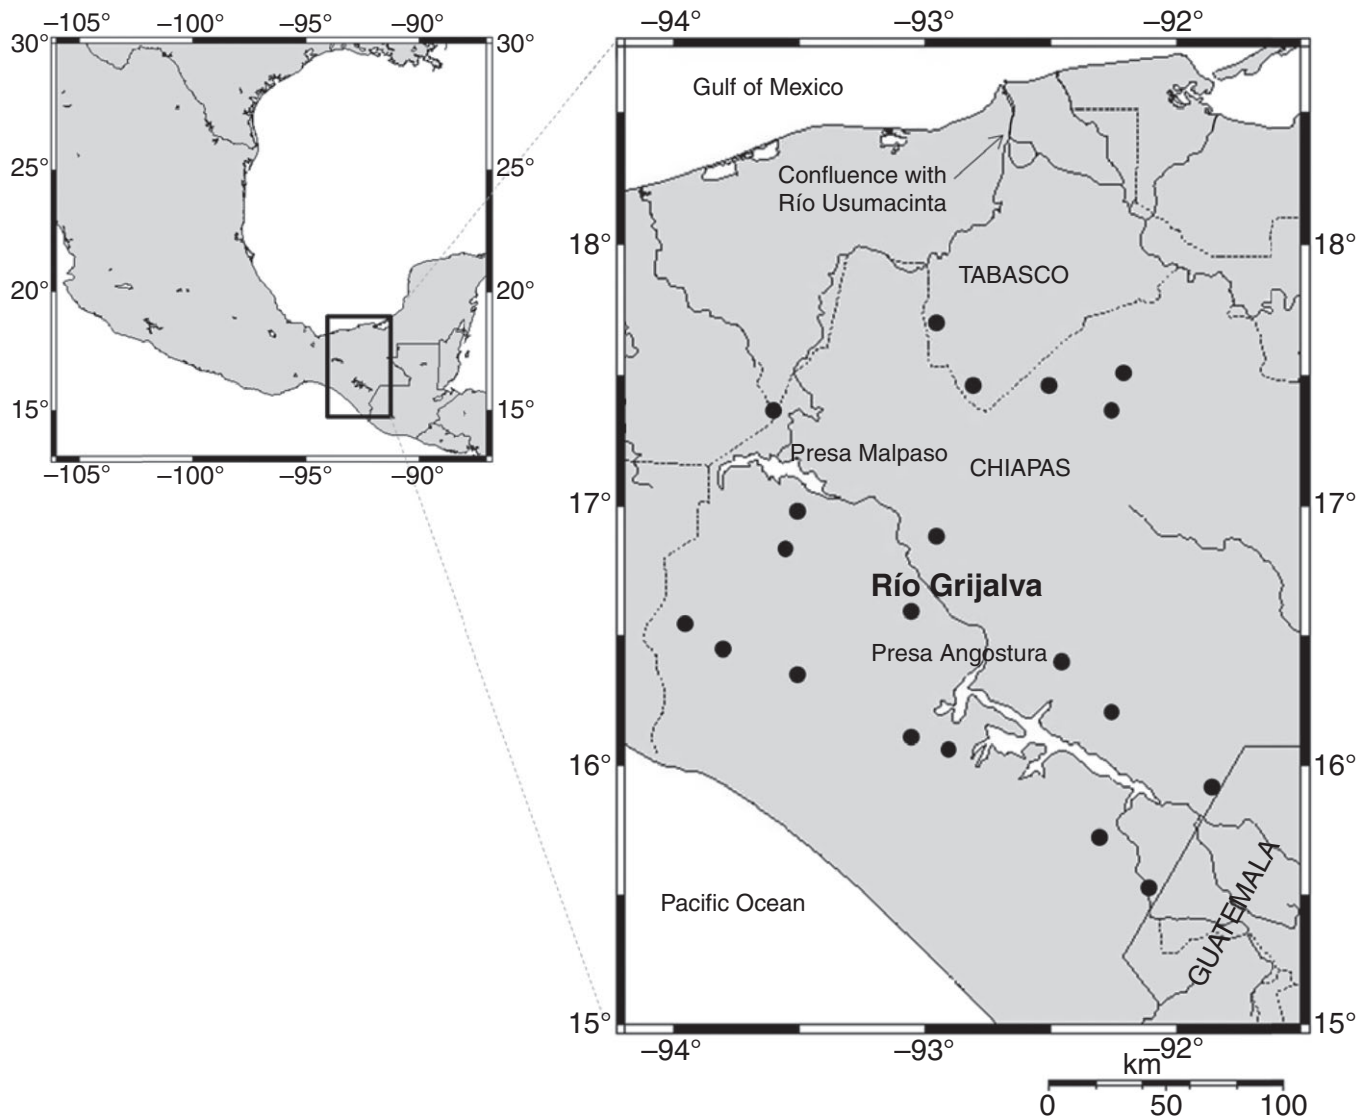 –105° –100° –95° –90°
30° 30°
25° 25°
20° 20°
15° 15°
–105° –100° –95° –90°
–94° –93° –92°
Gulf of Mexico
Confluence with
Río Usumacinta
18° 18°
TABASCO
Presa Malpaso
CHIAPAS
17° 17°
Río Grijalva
Presa Angostura
16° 16°
GUATEMALA
Pacific Ocean
15° 15°
–94° –93° –92°
km
0 50 100